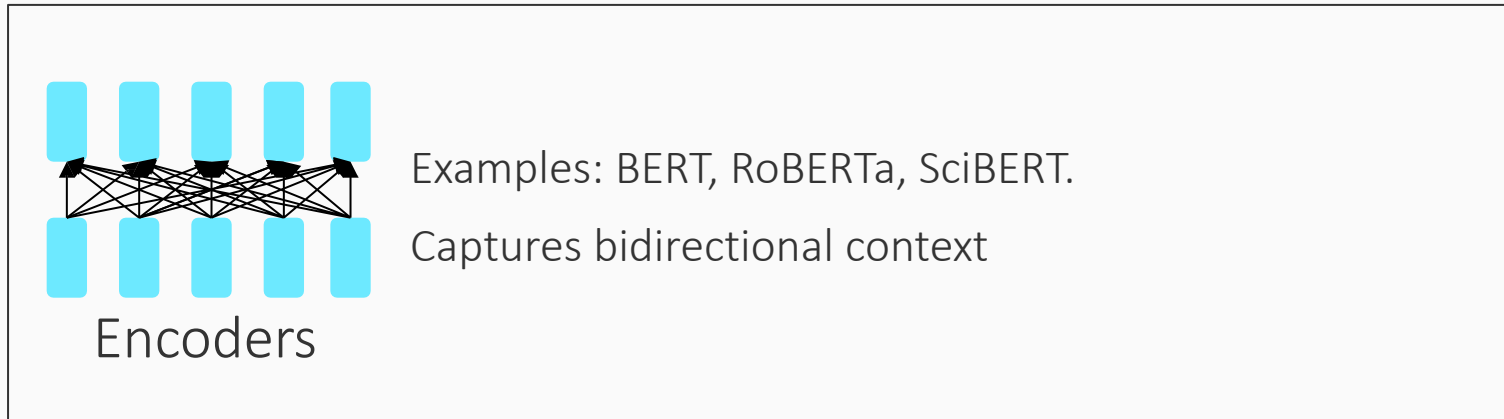 Examples: BERT, RoBERTa, SciBERT.
Captures bidirectional context
Encoders